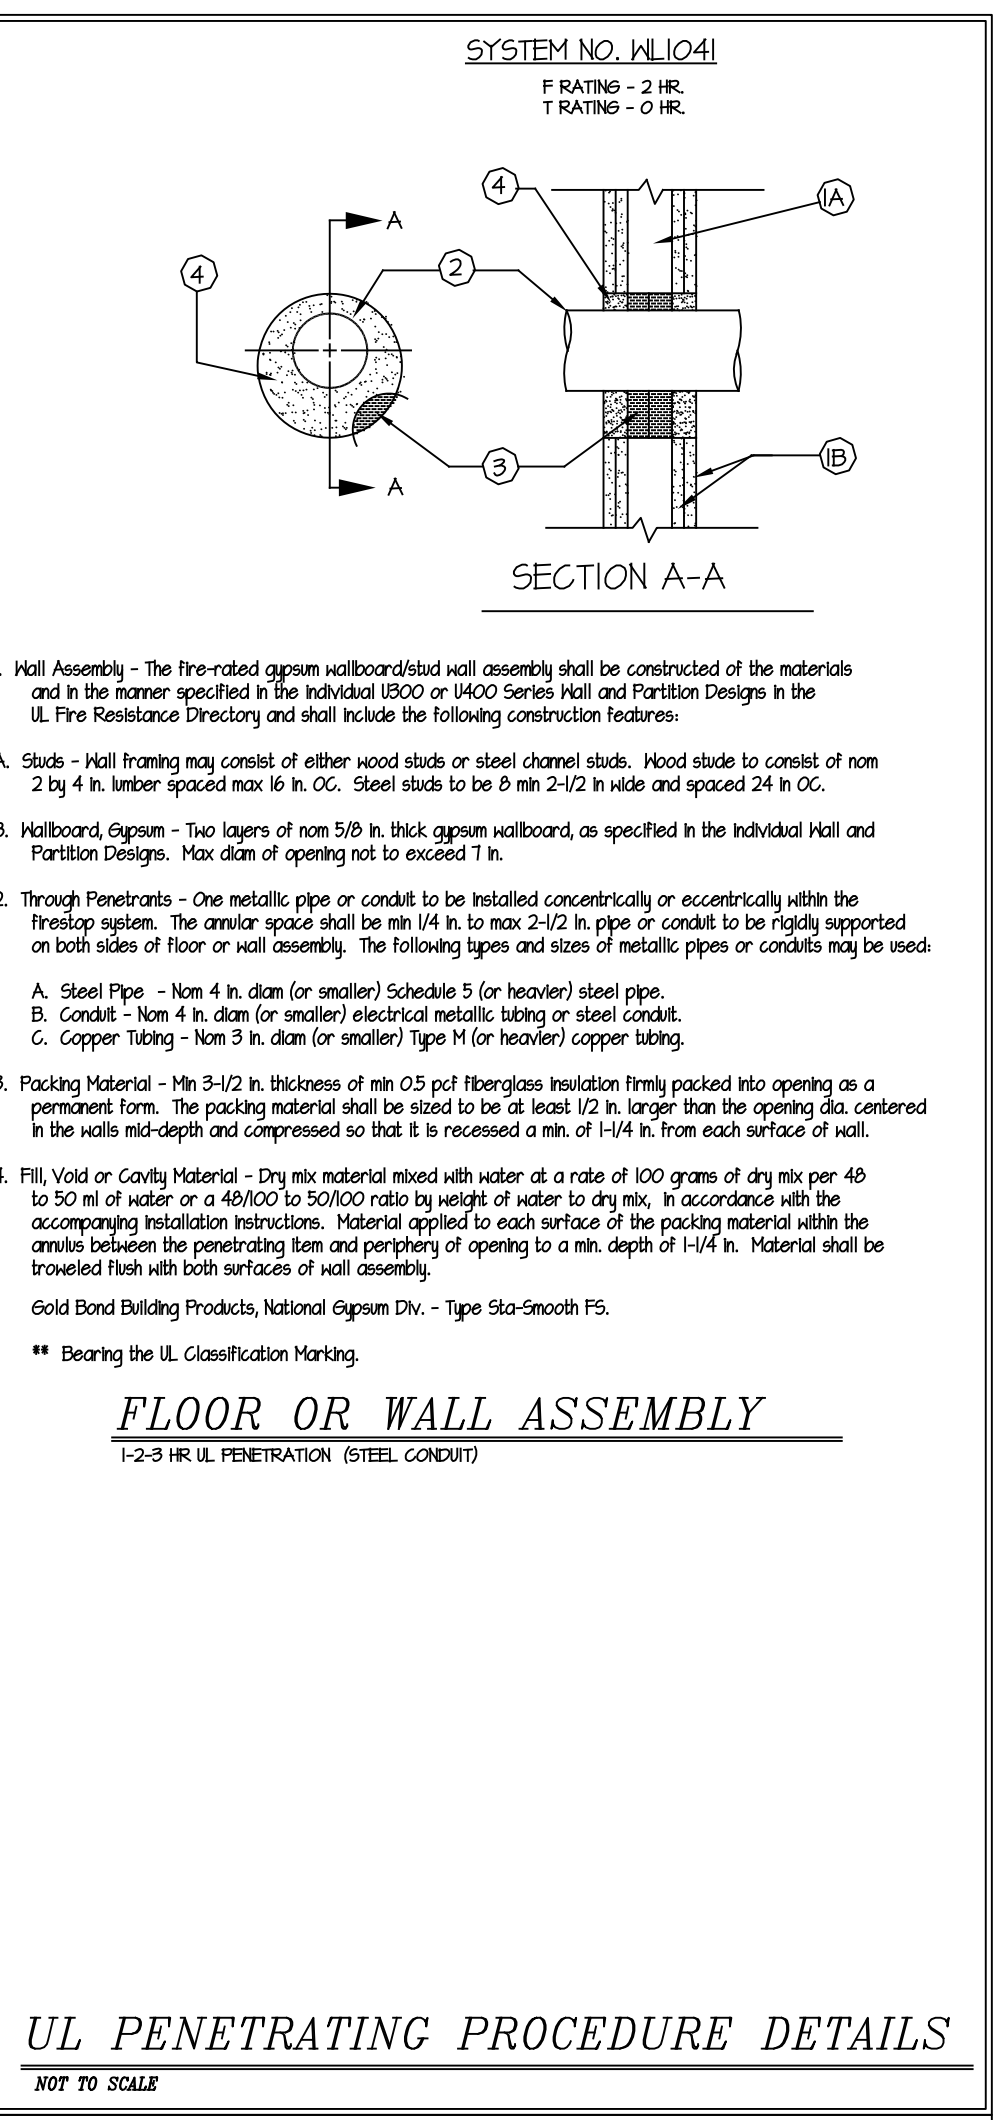 SYSTEM NO. WL1041
F RATING - 2 HR.
T RATING - 0 HR.
4
1A
A
2
4
3
1B
A
SECTION A-A
. Wall Assembly - The fire-rated gypsum wallboard/stud wall assembly shall be constructed of the materials
and in the manner specified in the individual U300 or U400 Series Wall and Partition Designs in the
UL Fire Resistance Directory and shall include the following construction features:
A. Studs - Wall framing may consist of either wood studs or steel channel studs. Wood stude to consist of nom
2 by 4 in. lumber spaced max 16 in. OC. Steel studs to be 8 min 2-1/2 in wide and spaced 24 in OC.
B. Wallboard, Gypsum - Two layers of nom 5/8 in. thick gypsum wallboard, as specified in the individual Wall and
Partition Designs. Max diam of opening not to exceed 7 in.
2. Through Penetrants - One metallic pipe or conduit to be installed concentrically or eccentrically within the
firestop system. The annular space shall be min 1/4 in. to max 2-1/2 in. pipe or conduit to be rigidly supported
on both sides of floor or wall assembly. The following types and sizes of metallic pipes or conduits may be used:
A. Steel Pipe - Nom 4 in. diam (or smaller) Schedule 5 (or heavier) steel pipe.
B. Conduit - Nom 4 in. diam (or smaller) electrical metallic tubing or steel conduit.
C. Copper Tubing - Nom 3 in. diam (or smaller) Type M (or heavier) copper tubing.
3. Packing Material - Min 3-1/2 in. thickness of min 0.5 pcf fiberglass insulation firmly packed into opening as a
permanent form. The packing material shall be sized to be at least 1/2 in. larger than the opening dia. centered
in the walls mid-depth and compressed so that it is recessed a min. of 1-1/4 in. from each surface of wall.
4. Fill, Void or Cavity Material - Dry mix material mixed with water at a rate of 100 grams of dry mix per 48
to 50 ml of water or a 48/100 to 50/100 ratio by weight of water to dry mix, in accordance with the
accompanying installation instructions. Material applied to each surface of the packing material within the
annulus between the penetrating item and periphery of opening to a min. depth of 1-1/4 in. Material shall be
troweled flush with both surfaces of wall assembly.
Gold Bond Building Products, National Gypsum Div. - Type Sta-Smooth FS.
** Bearing the UL Classification Marking.
FLOOR OR WALL ASSEMBLY
1-2-3 HR UL PENETRATION (STEEL CONDUIT)
UL PENETRATING PROCEDURE DETAILS
NOT TO SCALE